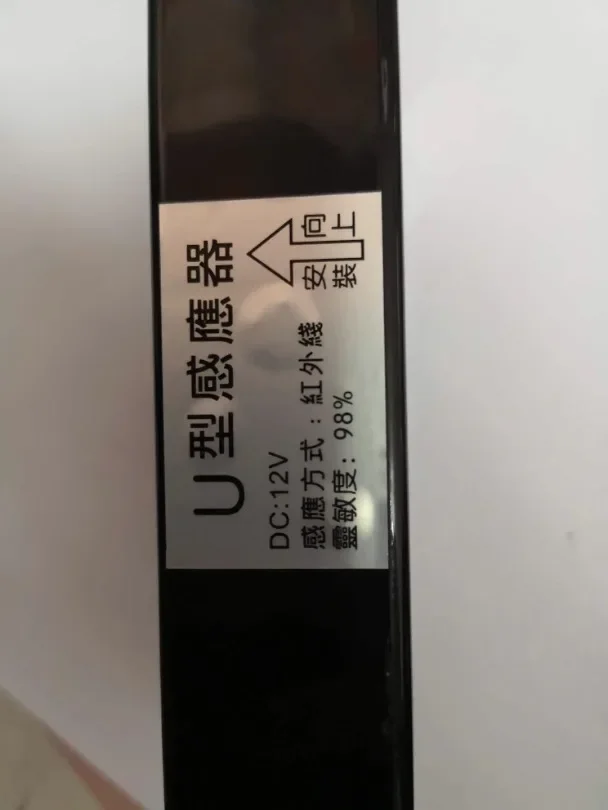 U型感應器
DC:12V
感應方式:紅外綫
靈敏度:98%
安 向
裝 上